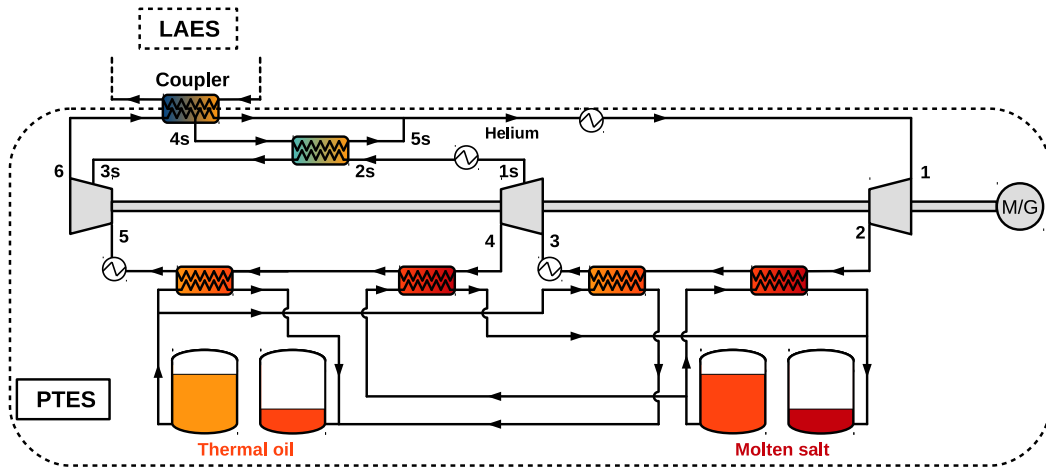 LAES
Coupler
4s
5s
Helium
6
3s
2s
1s
1
M/G
5
4
3
2
PTES
Thermal oil
Molten salt